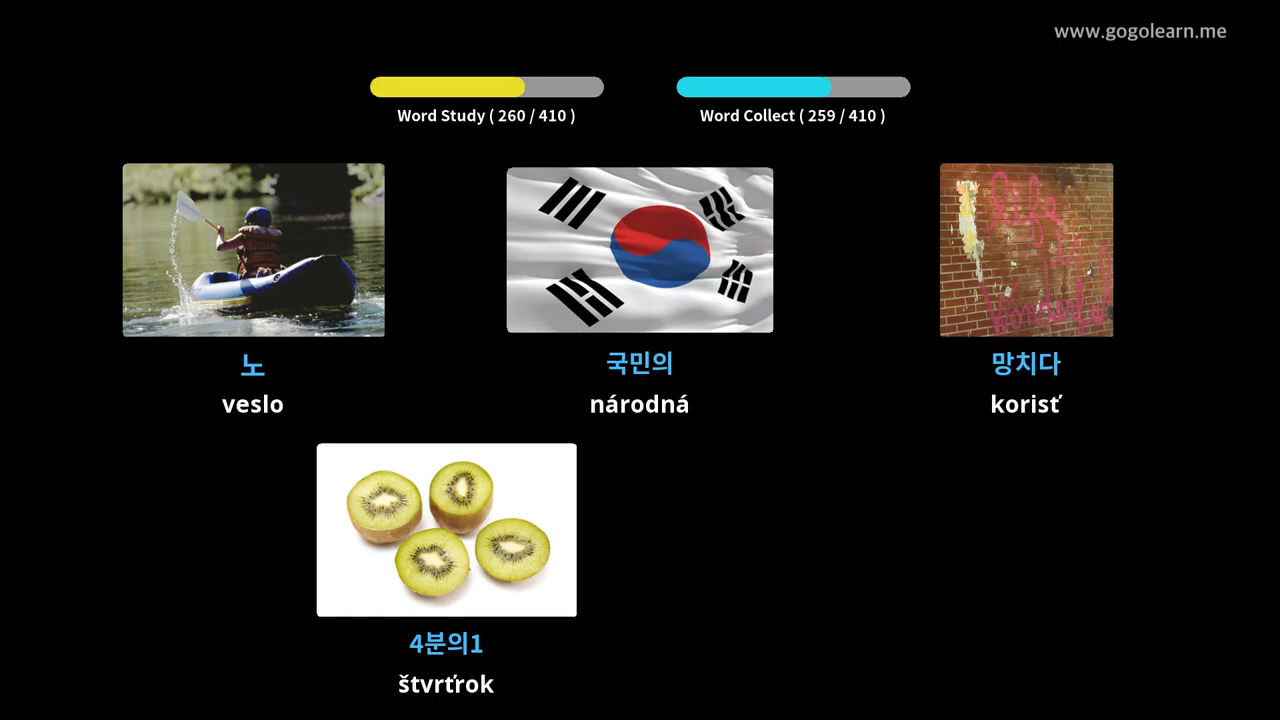 www.gogolearn.me
Word Study ( 260 / 410 )
Word Collect ( 259 / 410 )
노
국민의
망치다
veslo
národná
korisť
4분의1
štvrťrok